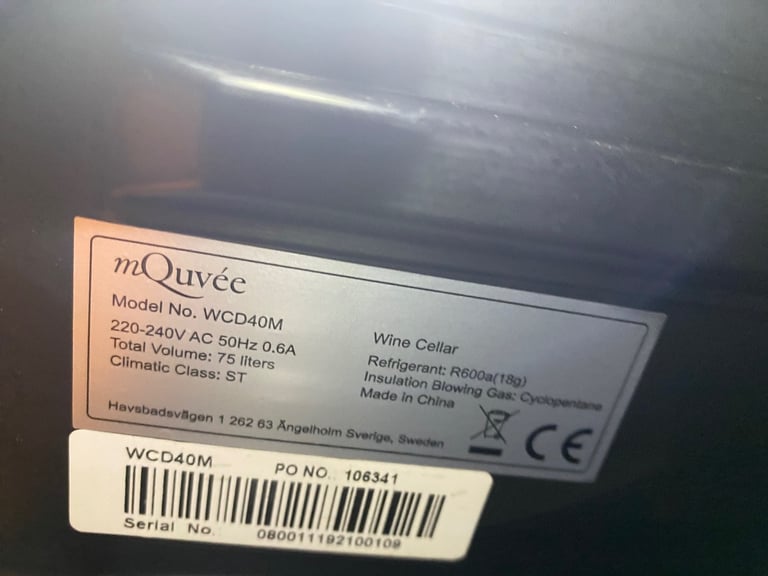 mQuvée
Model No. WCD40M
220-240V AC 50Hz 0.6A
Total Volume: 75 liters
Climatic Class: ST
Wine Cellar
Refrigerant: R600a(18g)
Insulation Blowing Gas: Cyclopentane
Made in China
Havsbadsvägen 1 262 63 Ängelholm Sverige, Sweden
CE
WCD40M PO NO.: 106341
Serial No. 080011192100109